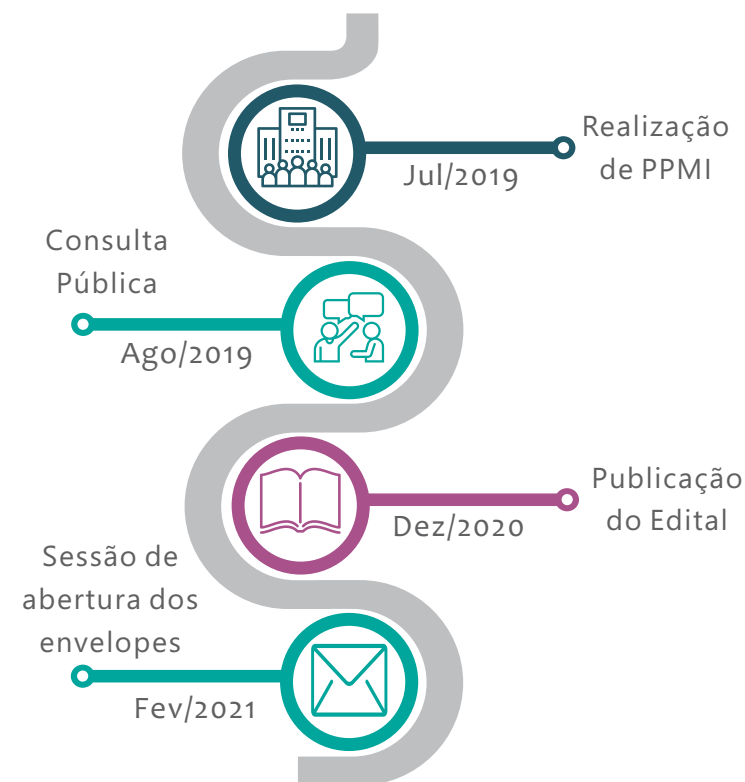 Realização
de PPMI
Jul/2019
Consulta
Pública
Ago/2019
Publicação
do Edital
Dez/2020
Sessão de
abertura dos
envelopes
Fev/2021